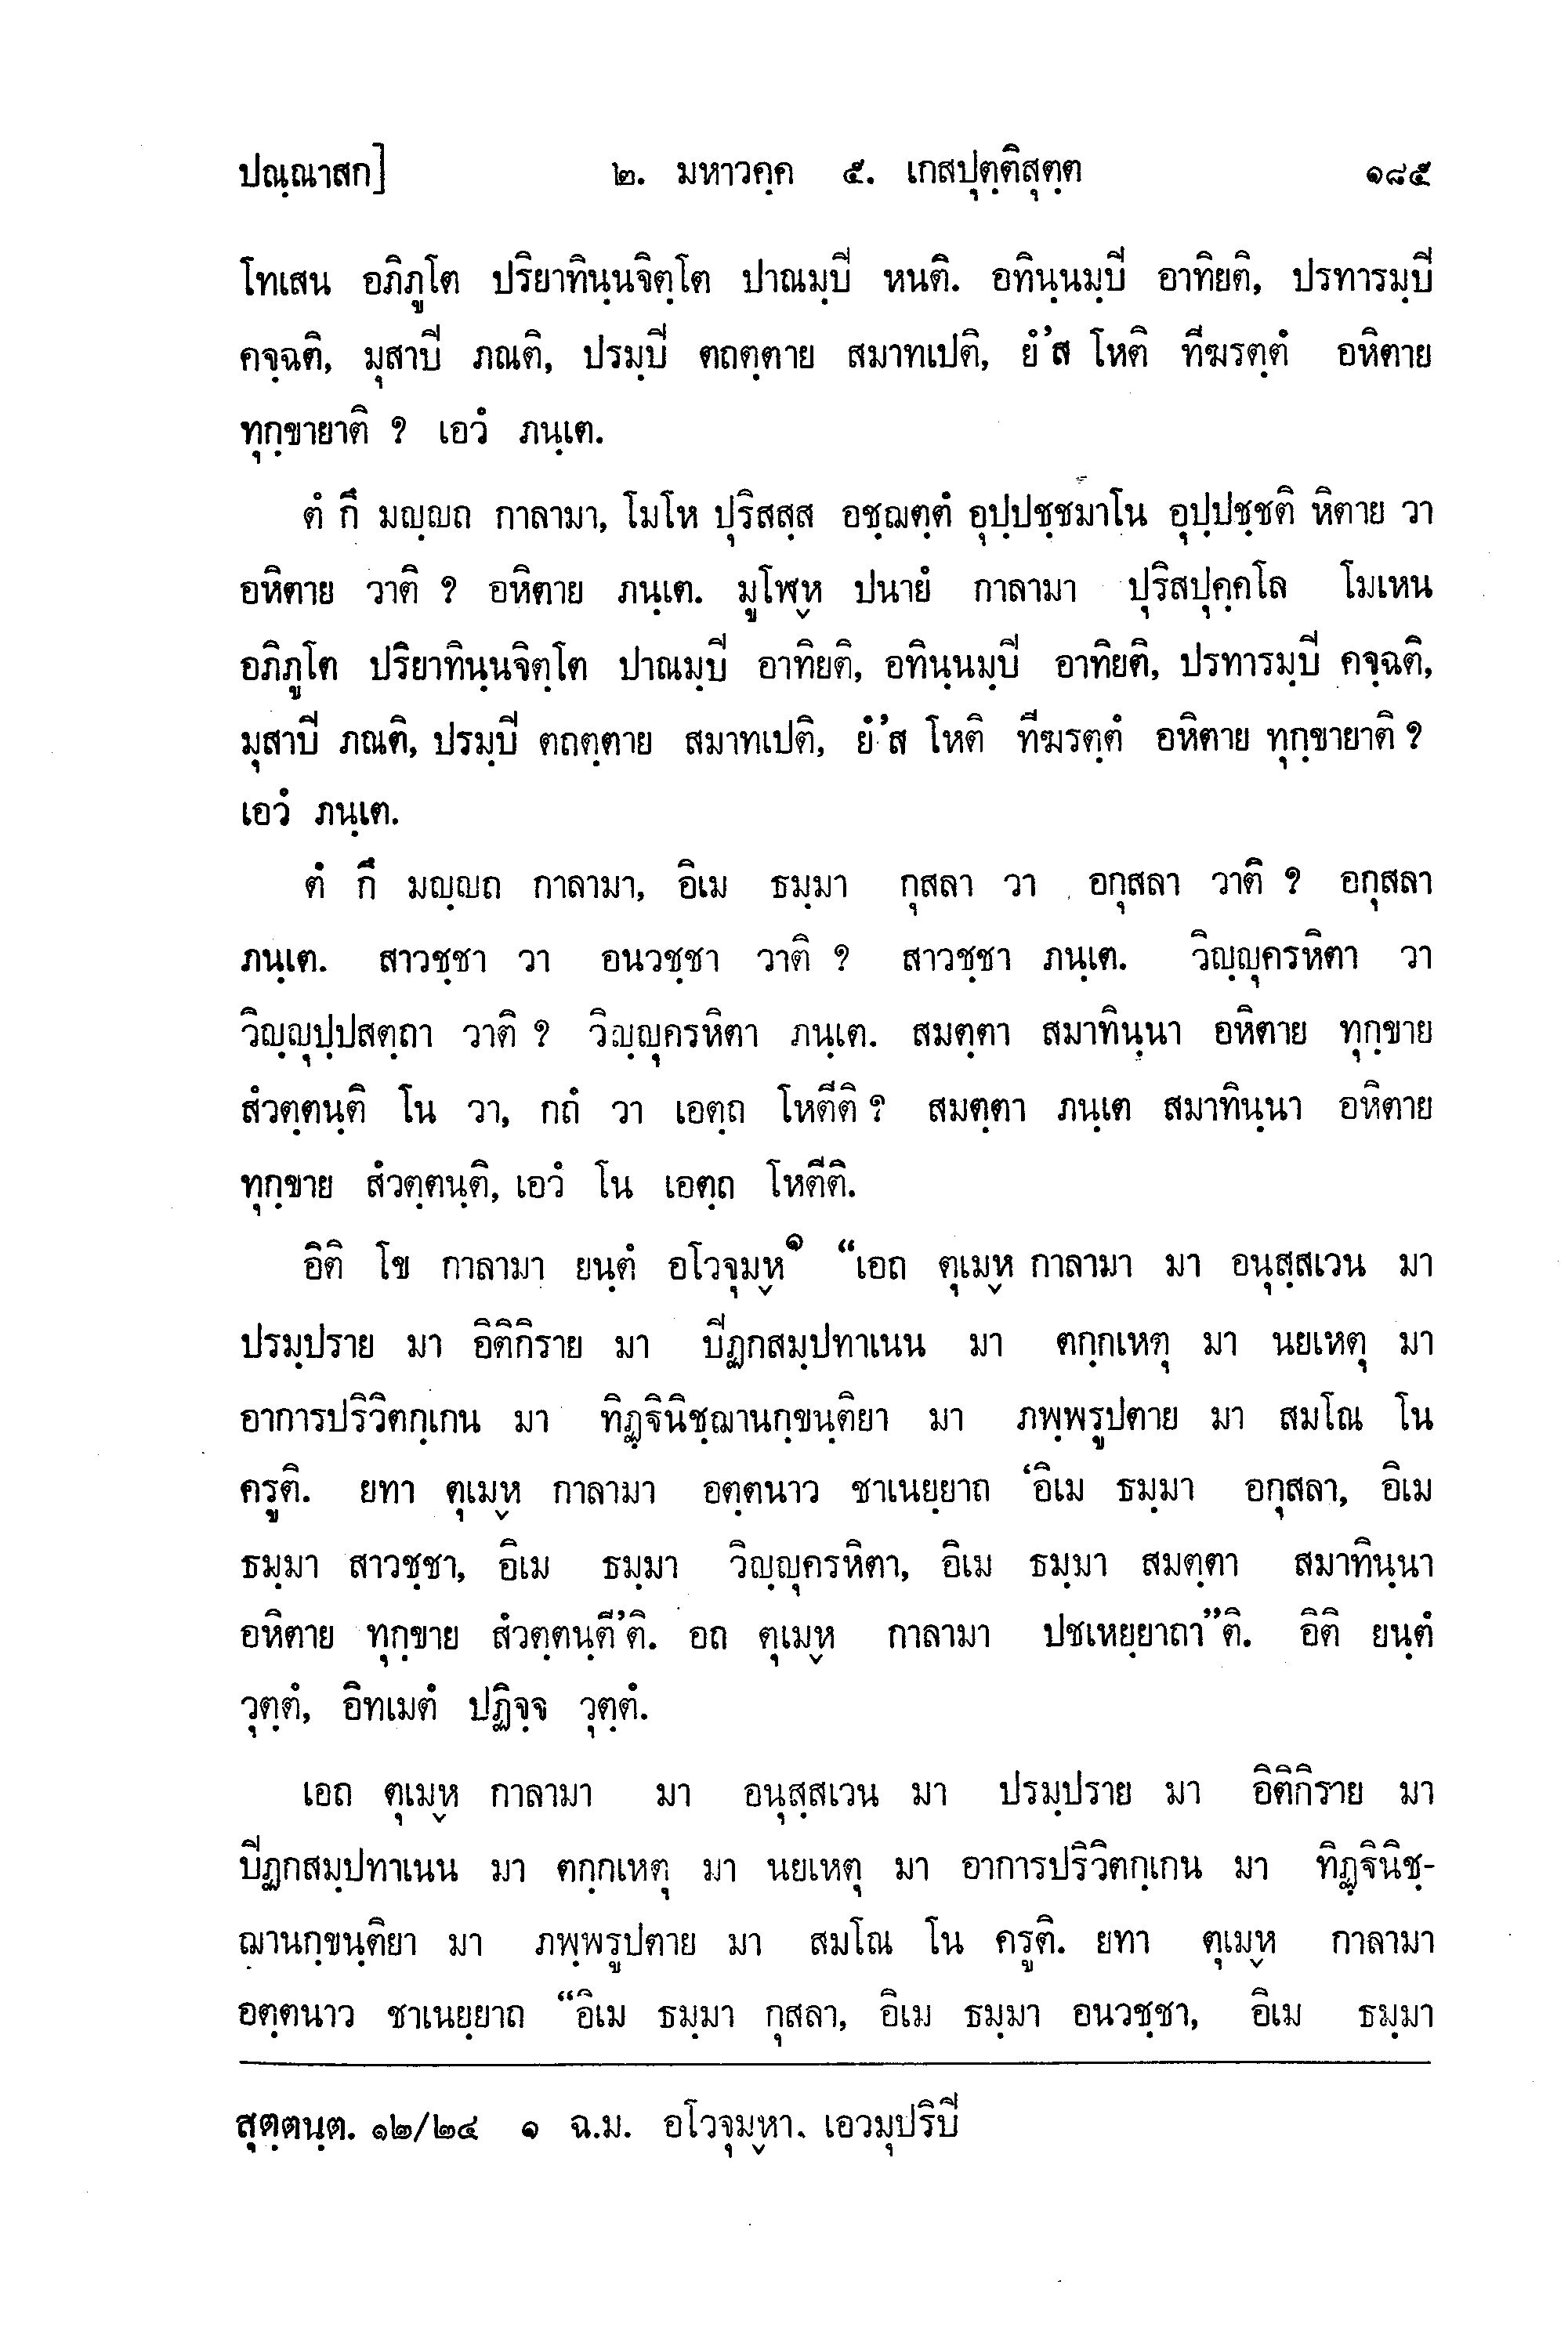 ปณฺณาสก] ๒. มหาวคฺค ๕. เกสปุตฺติสุตฺต ๑๘๕
โทเสน อภิภูโต ปริยาทินฺนจิตฺโต ปาณมฺปิ หนติ. อทินฺนมฺปิ อาทิยติ, ปรทารมฺปิ
คจฺฉติ, มุสาปิ ภณติ, ปรมฺปิ ตถตฺตาย สมาทเปติ, ยํ'ส โหติ ทีฆรตฺตํ อหิตาย
ทุกฺขายาติ ? เอวํ ภนฺเต.
ตํ กึ มญฺญถ กาลามา, โมโห ปุริสสฺส อชฺฌตฺตํ อุปฺปชฺชมาโน อุปฺปชฺชติ หิตาย วา
อหิตาย วาติ ? อหิตาย ภนฺเต. มูโฬฺห ปนายํ กาลามา ปุริสปุคฺคโล โมเหน
อภิภูโต ปริยาทินฺนจิตฺโต ปาณมฺปิ อาทิยติ, อทินฺนมฺปิ อาทิยติ, ปรทารมฺปิ คจฺฉติ,
มุสาปิ ภณติ, ปรมฺปิ ตถตฺตาย สมาทเปติ, ยํ'ส โหติ ทีฆรตฺตํ อหิตาย ทุกฺขายาติ ?
เอวํ ภนฺเต.
ตํ กึ มญฺญถ กาลามา, อิเม ธมฺมา กุสลา วา อกุสลา วาติ ? อกุสลา
ภนฺเต. สาวชฺชา วา อนวชฺชา วาติ ? สาวชฺชา ภนฺเต. วิญฺญุครหิตา วา
วิญฺญุปฺปสตฺถา วาติ ? วิญฺญุครหิตา ภนฺเต. สมตฺตา สมาทินฺนา อหิตาย ทุกฺขาย
สํวตฺตนฺติ โน วา, กถํ วา เอตฺถ โหตีติ ? สมตฺตา ภนฺเต สมาทินฺนา อหิตาย
ทุกฺขาย สํวตฺตนฺติ, เอวํ โน เอตฺถ โหตีติ.
อิติ โข กาลามา ยนฺตํ อโวจุมฺห๑ “เอถ ตุเมฺห กาลามา มา อนุสฺสเวน มา
ปรมฺปราย มา อิติกิราย มา ปิฏกสมฺปทาเนน มา ตกฺกเหตุ มา นยเหตุ มา
อาการปริวิตกฺเกน มา ทิฏฺฐินิชฺฌานกฺขนฺติยา มา ภพฺพรูปตาย มา สมโณ โน
ครูติ. ยทา ตุเมฺห กาลามา อตฺตนาว ชาเนยฺยาถ ‘อิเม ธมฺมา อกุสลา, อิเม
ธมฺมา สาวชฺชา, อิเม ธมฺมา วิญฺญุครหิตา, อิเม ธมฺมา สมตฺตา สมาทินฺนา
อหิตาย ทุกฺขาย สํวตฺตนฺตี’ติ. อถ ตุเมฺห กาลามา ปชเหยฺยาถา”ติ. อิติ ยนฺตํ
วุตฺตํ, อิทเมตํ ปฏิจฺจ วุตฺตํ.
เอถ ตุเมฺห กาลามา มา อนุสฺสเวน มา ปรมฺปราย มา อิติกิราย มา
ปิฏกสมฺปทาเนน มา ตกฺกเหตุ มา นยเหตุ มา อาการปริวิตกฺเกน มา ทิฏฺฐินิชฺ-
ฌานกฺขนฺติยา มา ภพฺพรูปตาย มา สมโณ โน ครูติ. ยทา ตุเมฺห กาลามา
อตฺตนาว ชาเนยฺยาถ “อิเม ธมฺมา กุสลา, อิเม ธมฺมา อนวชฺชา, อิเม ธมฺมา
สุตฺตนฺต. ๑๒/๒๔ ๑ ฉ.ม. อโวจุมฺหา. เอวมุปริปิ